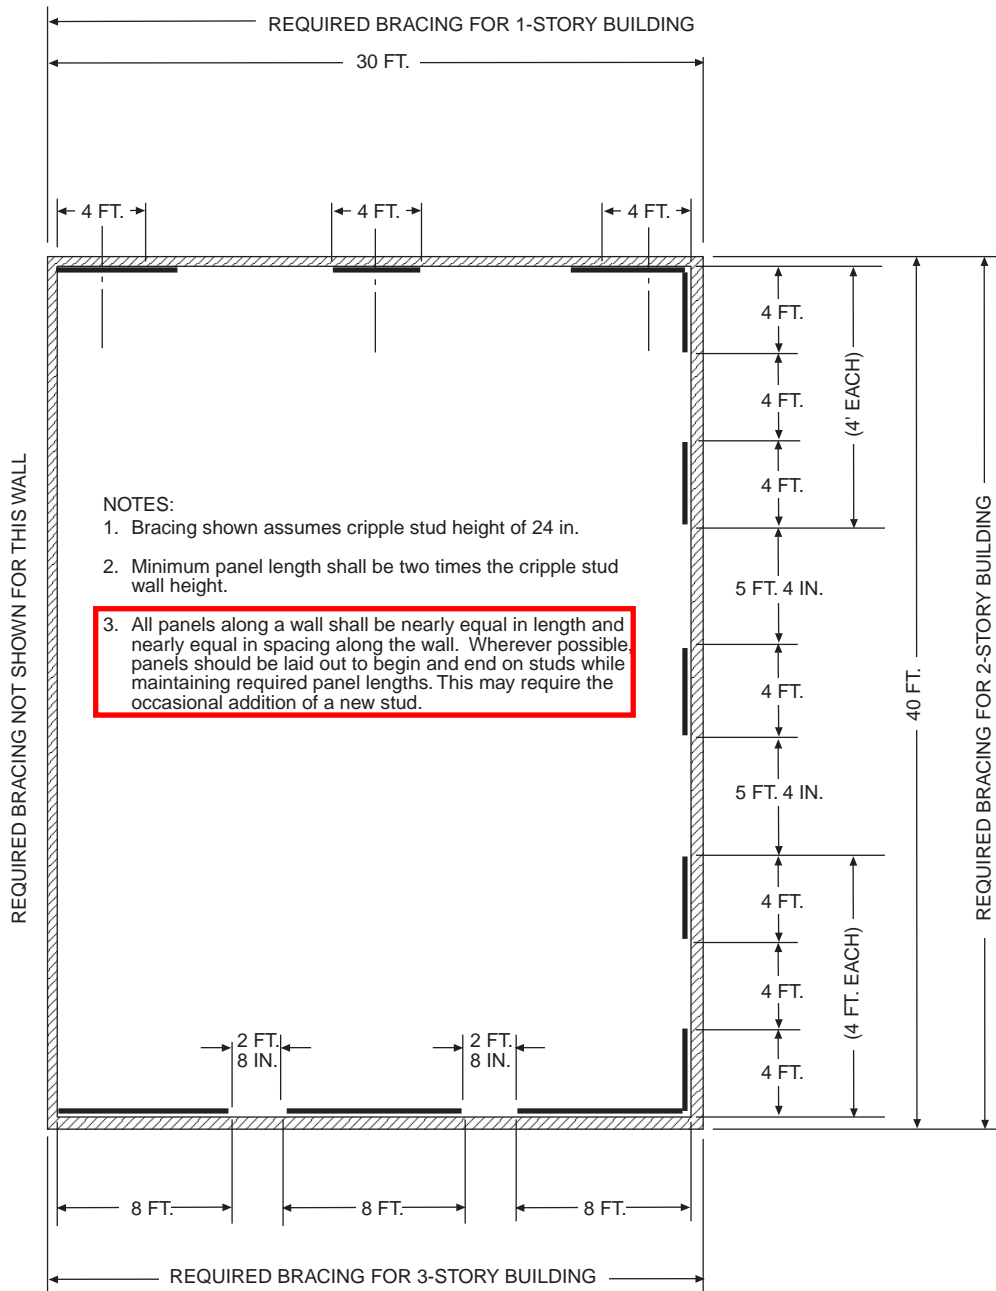 REQUIRED BRACING FOR 1-STORY BUILDING
30 FT.
4 FT.
4 FT.
4 FT.
4 FT.
4 FT.
4 FT.
(4' EACH)
5 FT. 4 IN.
4 FT.
5 FT. 4 IN.
4 FT.
4 FT.
4 FT.
(4 FT. EACH)
40 FT.
REQUIRED BRACING FOR 2-STORY BUILDING
REQUIRED BRACING NOT SHOWN FOR THIS WALL
NOTES:
1. Bracing shown assumes cripple stud height of 24 in.
2. Minimum panel length shall be two times the cripple stud
wall height.
3. All panels along a wall shall be nearly equal in length and
nearly equal in spacing along the wall. Wherever possible,
panels should be laid out to begin and end on studs while
maintaining required panel lengths. This may require the
occasional addition of a new stud.
2 FT.
8 IN.
2 FT.
8 IN.
8 FT.
8 FT.
8 FT.
REQUIRED BRACING FOR 3-STORY BUILDING